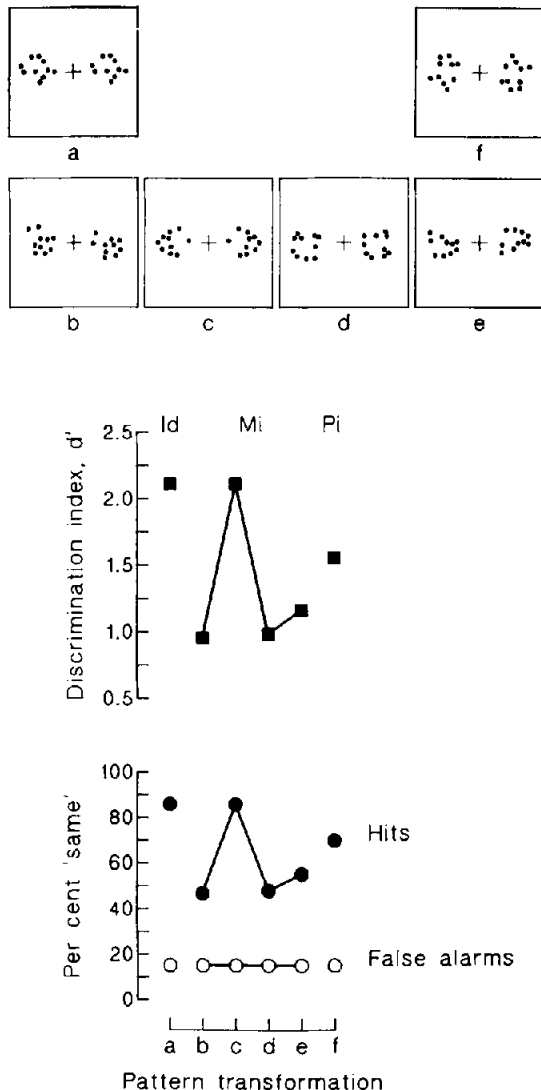 a
f
b c d e
Id Mi Pi
Discrimination index, d'
2.5
2.0
1.5
1.0
0.5
Per cent 'same'
100
80
60
40
20
0
Hits
False alarms
a b c d e f
Pattern transformation